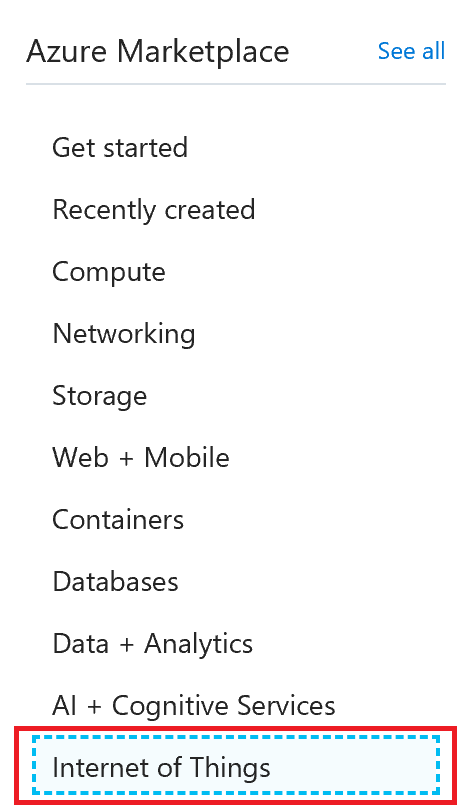 Azure Marketplace See all
Get started
Recently created
Compute
Networking
Storage
Web + Mobile
Containers
Databases
Data + Analytics
AI + Cognitive Services
Internet of Things